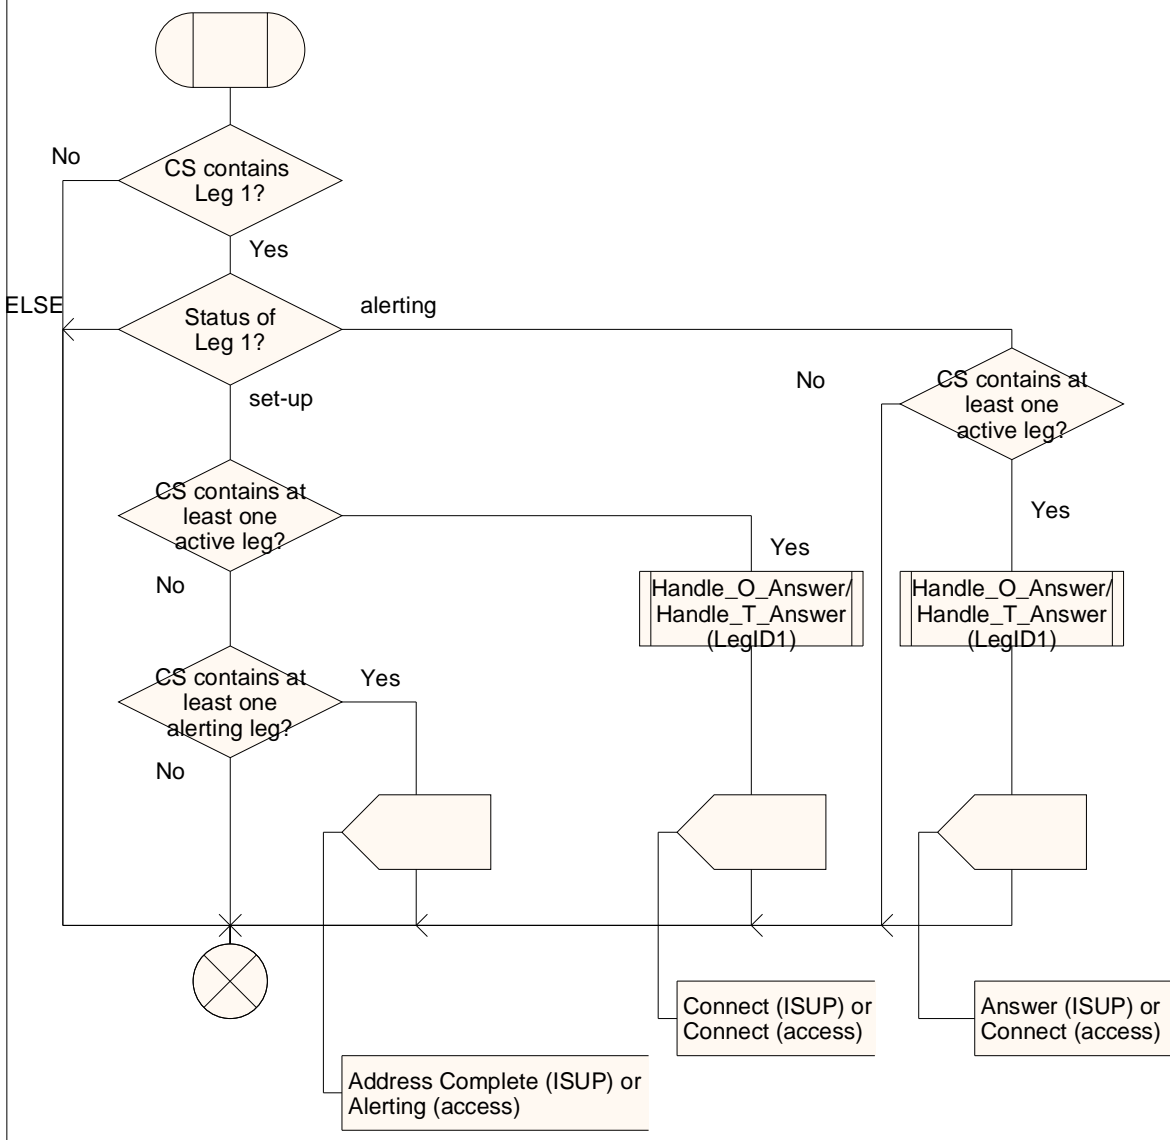 No
CS contains
Leg 1?
Yes
ELSE
Status of
Leg 1?
alerting
set-up
No
CS contains at
least one
active leg?
CS contains at
least one
active leg?
No
Yes
Handle_O_Answer/
Handle_T_Answer
(LegID1)
Yes
Handle_O_Answer/
Handle_T_Answer
(LegID1)
CS contains at
least one
alerting leg?
Yes
No
Connect (ISUP) or
Connect (access)
Answer (ISUP) or
Connect (access)
Address Complete (ISUP) or
Alerting (access)